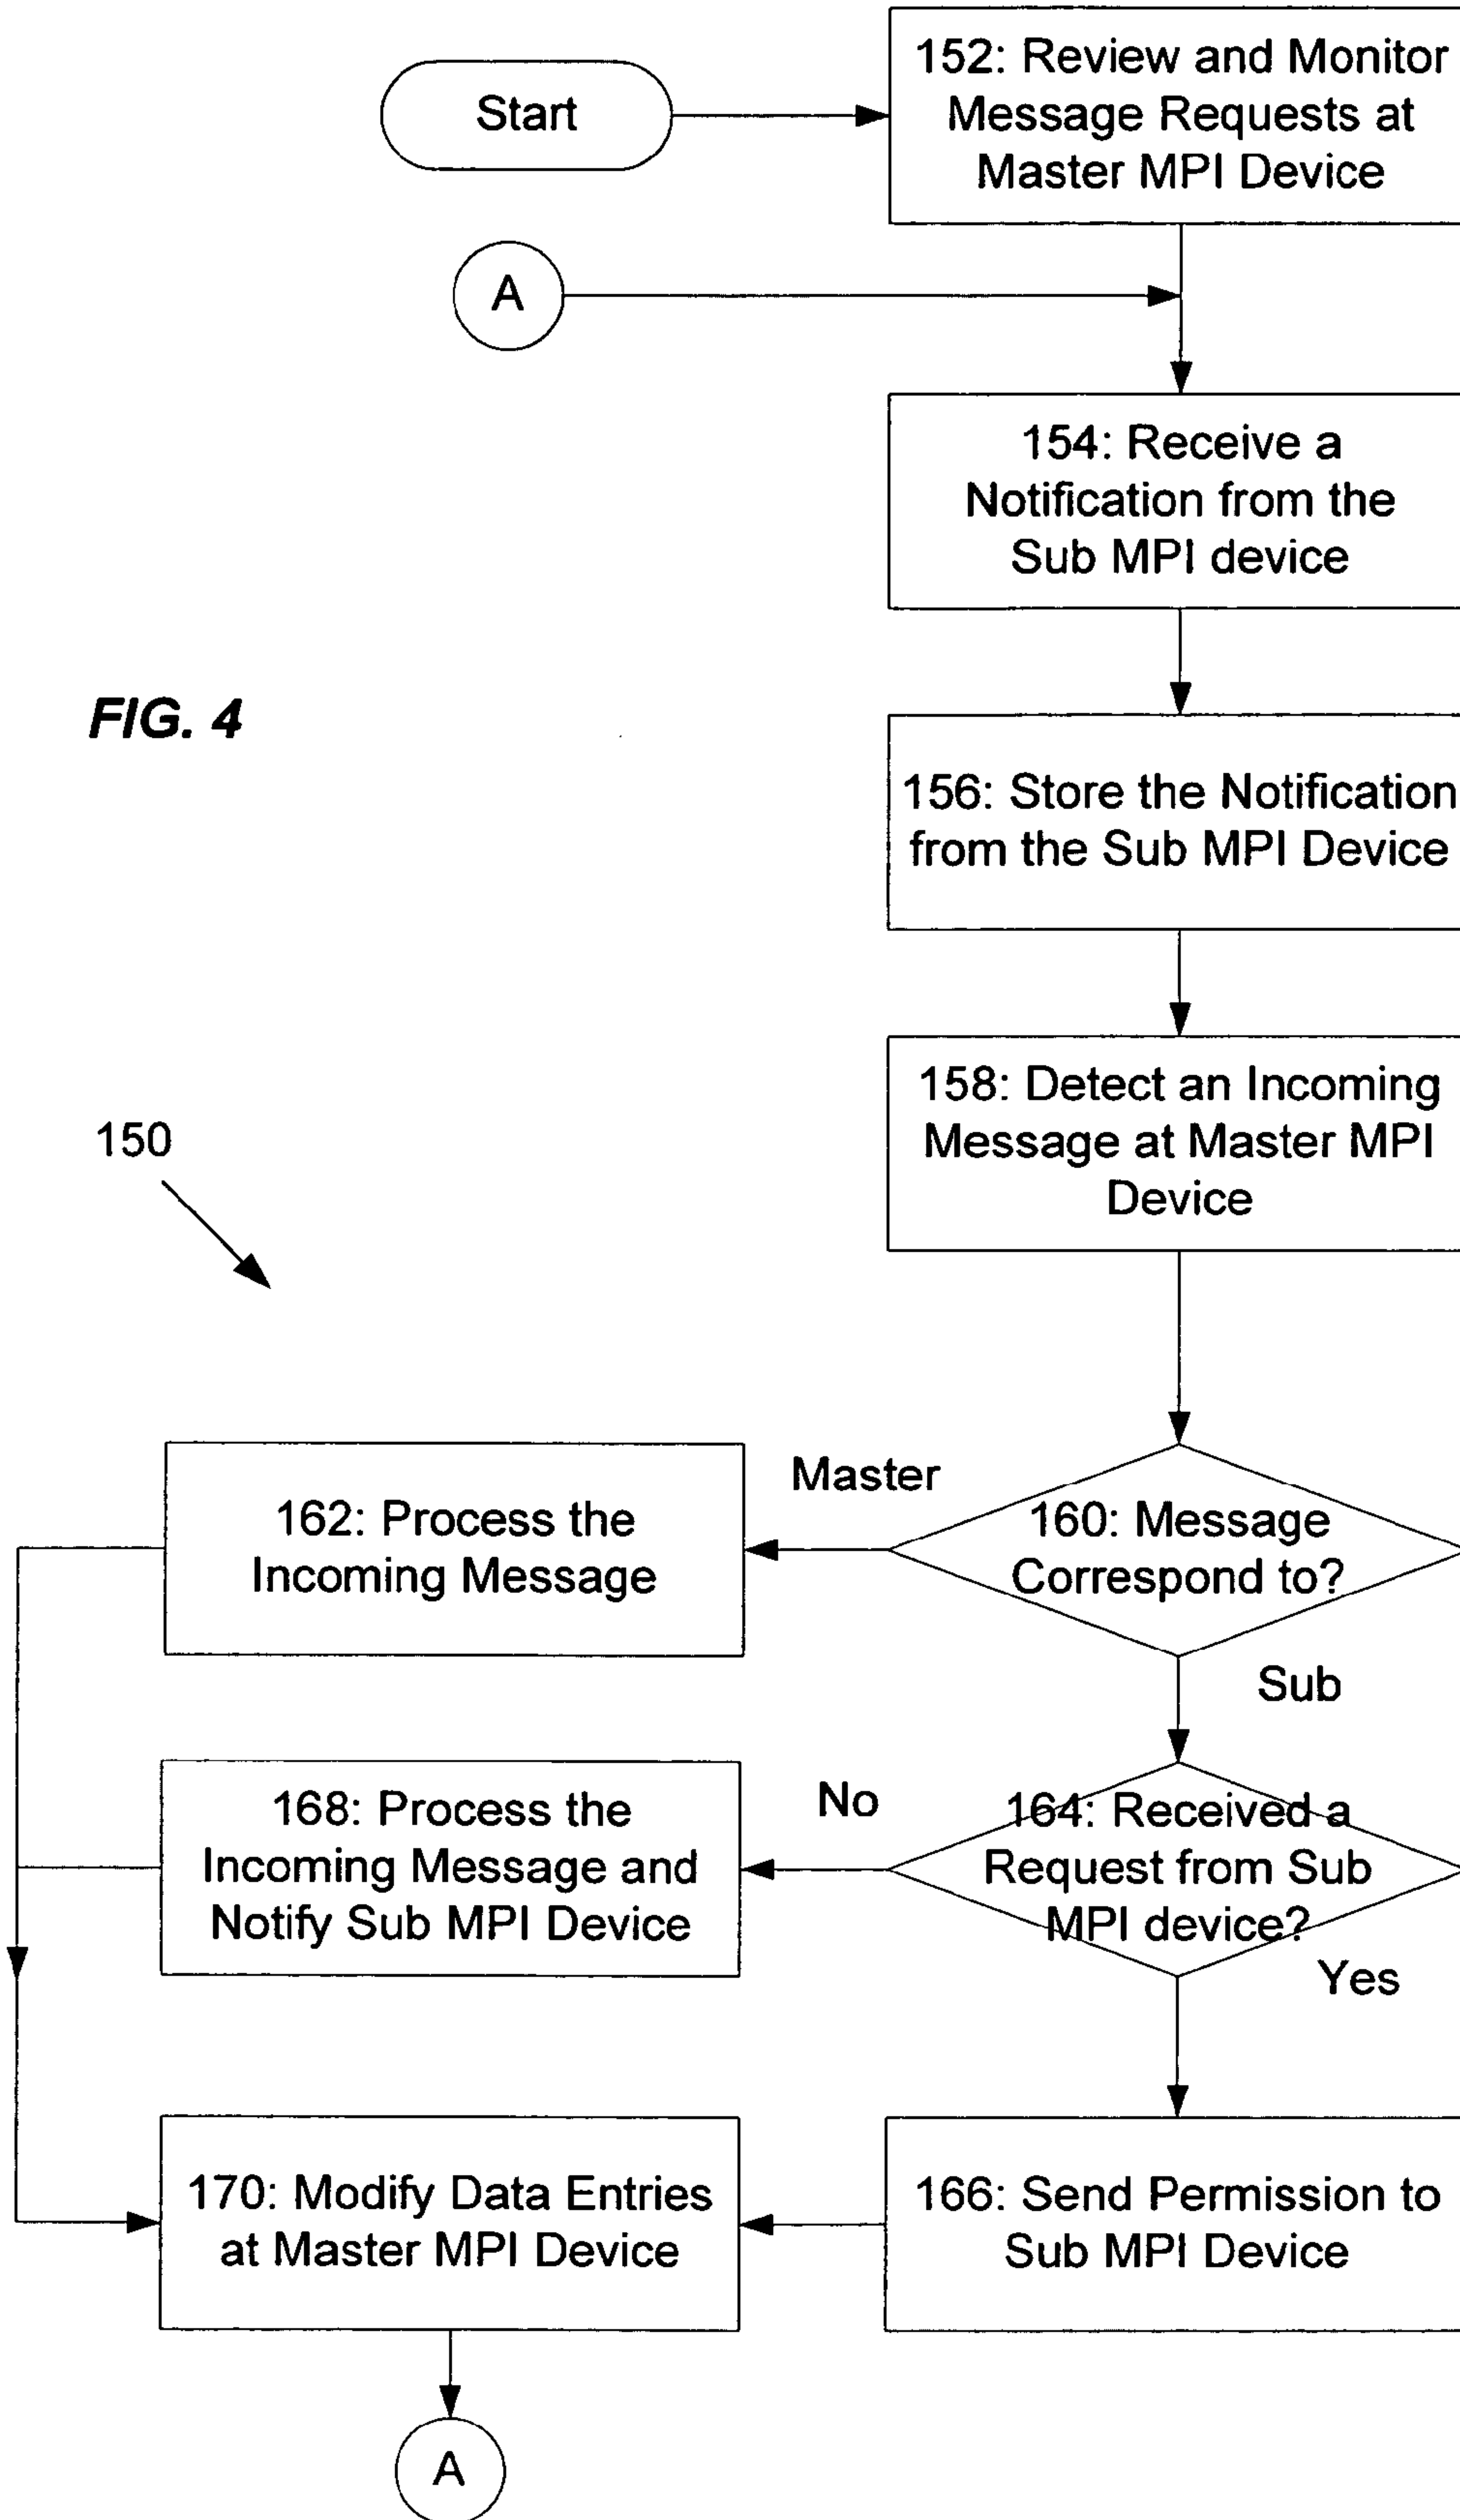 Start
152: Review and Monitor
Message Requests at
Master MPI Device
A
154: Receive a
Notification from the
Sub MPI device
FIG. 4
156: Store the Notification
from the Sub MPI Device
158: Detect an Incoming
Message at Master MPI
Device
150
Master
160: Message
Correspond to?
162: Process the
Incoming Message
Sub
164: Received a
Request from Sub
MPI device?
No
168: Process the
Incoming Message and
Notify Sub MPI Device
Yes
170: Modify Data Entries
at Master MPI Device
166: Send Permission to
Sub MPI Device
A